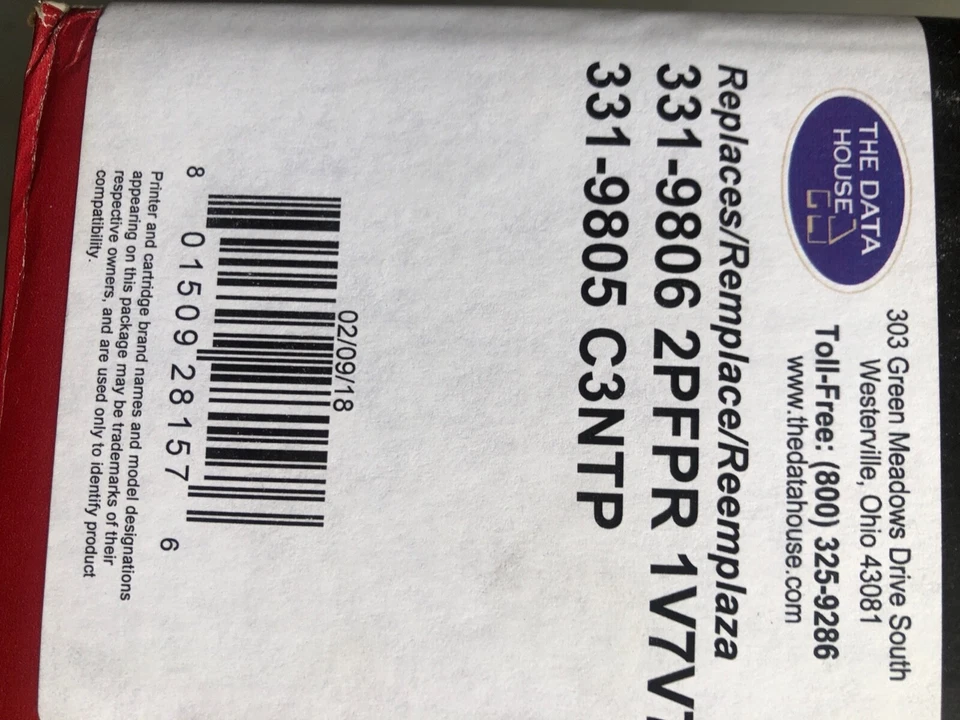 THE DATA
HOUSE
303 Green Meadows Drive South
Westerville, Ohio 43081
Toll-Free: (800) 325-9286
www.thedatahouse.com
Replaces/Remplace/Reemplaza
331-9806 2PFPR
331-9805 C3NTP
02/09/18
8 01509 28157 6
Printer and cartridge brand names and model designations
appearing on this package may be trademarks of their
respective owners, and are used only to identify product
compatibility.